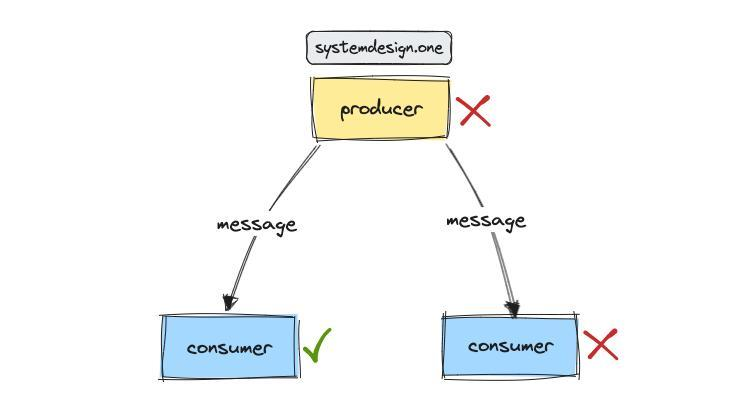 systemdesign.one
producer
message
message
consumer
consumer